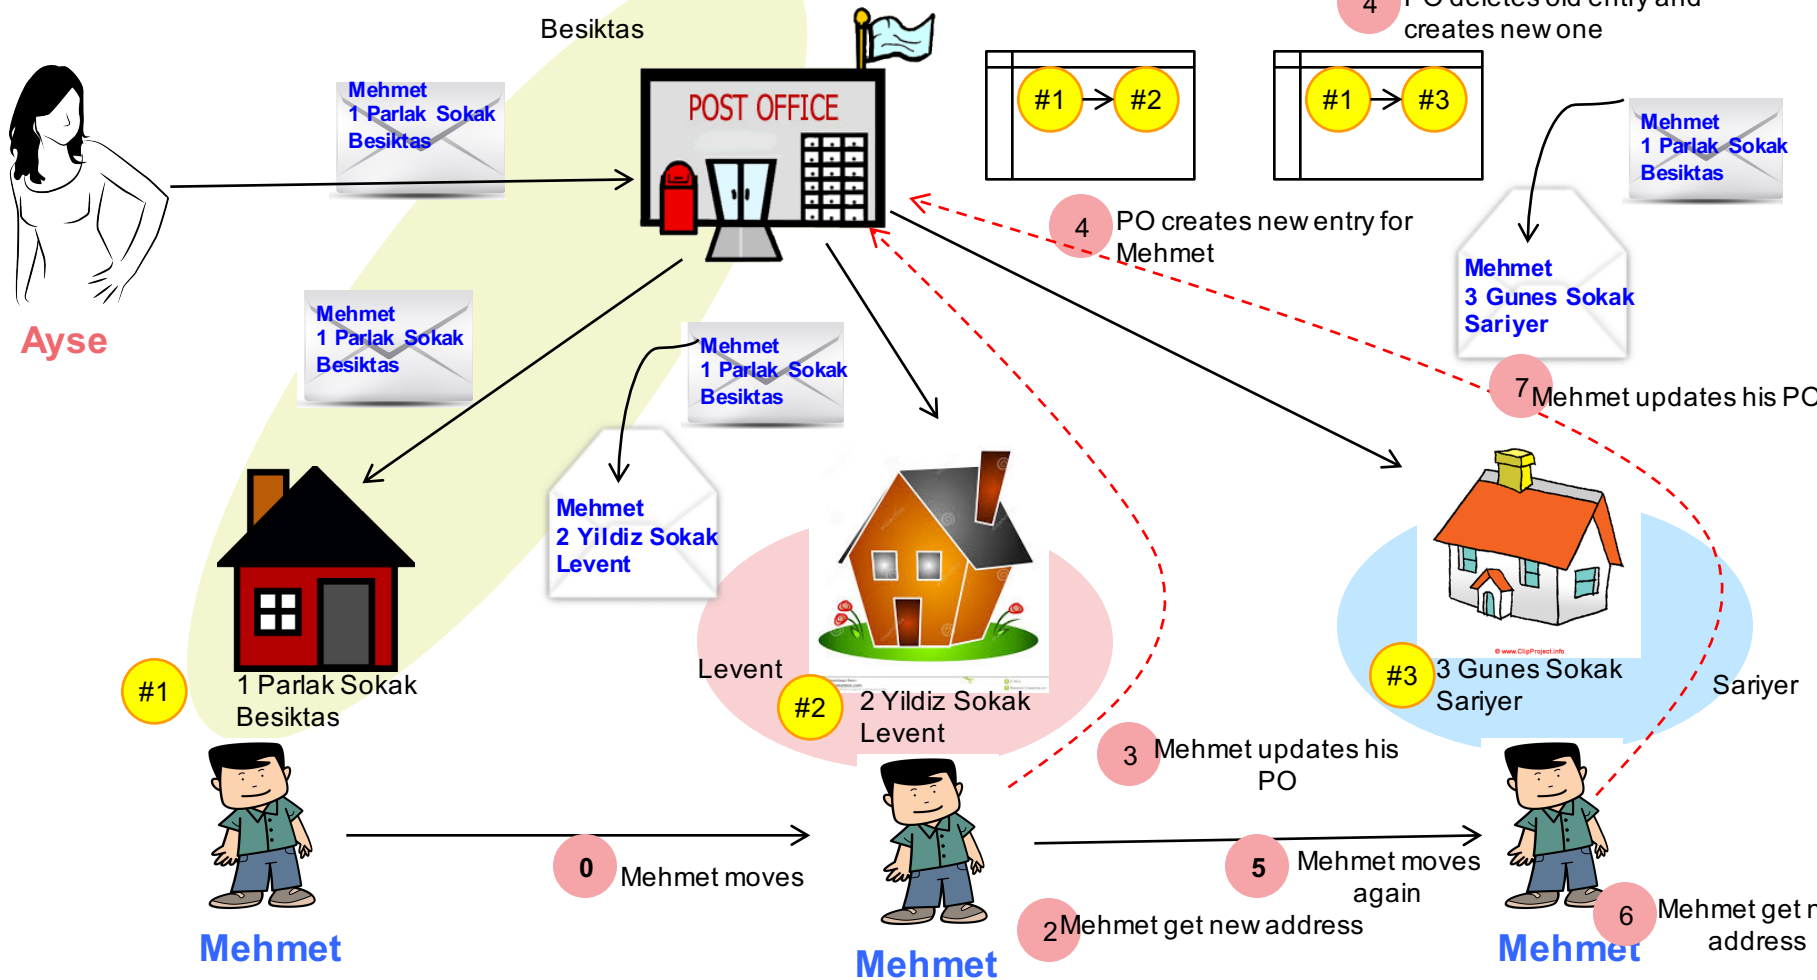 4 PO deletes old entry and
creates new one
Besiktas
Mehmet
1 Parlak Sokak
Besiktas
POST OFFICE
#1 #2
#1 #3
Mehmet
1 Parlak Sokak
Besiktas
4 PO creates new entry for
Mehmet
Mehmet
3 Gunes Sokak
Sariyer
Ayse
Mehmet
1 Parlak Sokak
Besiktas
Mehmet
1 Parlak Sokak
Besiktas
7 Mehmet updates his PO
Mehmet
2 Yildiz Sokak
Levent
© www.ClipProject.info
#1
1 Parlak Sokak
Besiktas
Levent
#2
2 Yildiz Sokak
Levent
#3
3 Gunes Sokak
Sariyer
Sariyer
3 Mehmet updates his
PO
0 Mehmet moves
5 Mehmet moves
again
2 Mehmet get new address
6 Mehmet get
address
Mehmet
Mehmet
Mehmet